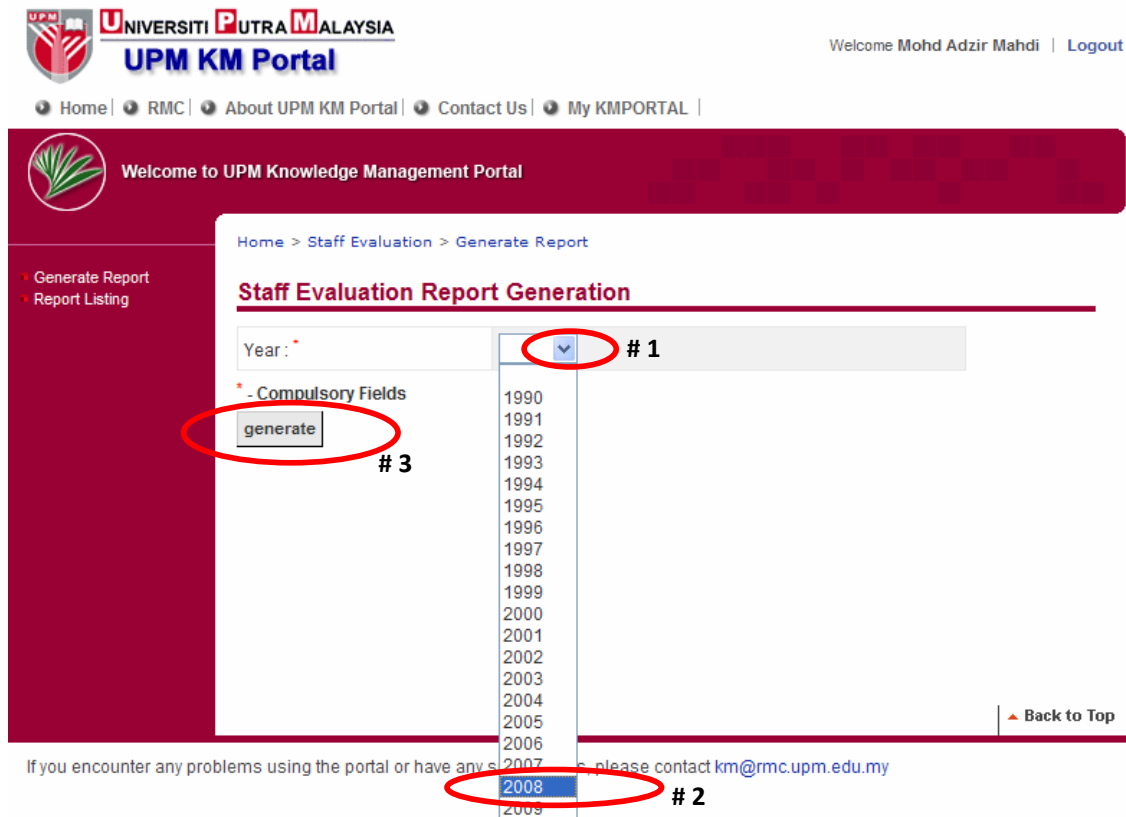 UPM
UNIVERSITI PUTRA MALAYSIA
UPM KM Portal
Welcome Mohd Adzir Mahdi | Logout
Home | RMC | About UPM KM Portal | Contact Us | My KMPORTAL |
Welcome to UPM Knowledge Management Portal
Home > Staff Evaluation > Generate Report
Generate Report
Report Listing
Staff Evaluation Report Generation
Year : *
# 1
* - Compulsory Fields
generate
# 3
1990
1991
1992
1993
1994
1995
1996
1997
1998
1999
2000
2001
2002
2003
2004
2005
2006
2007
2008
2009
# 2
Back to Top
If you encounter any problems using the portal or have any s, please contact km@rmc.upm.edu.my